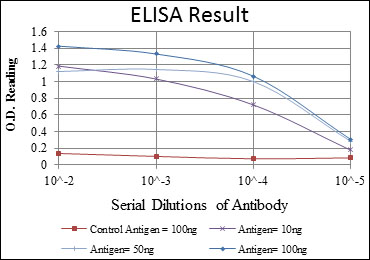 ELISA Result
1.6
1.4
1.2
1
0.8
0.6
0.4
0.2
0
O.D. Reading
10^-2 10^-3 10^-4 10^-5
Serial Dilutions of Antibody
Control Antigen = 100ng Antigen= 10ng
Antigen= 50ng Antigen= 100ng